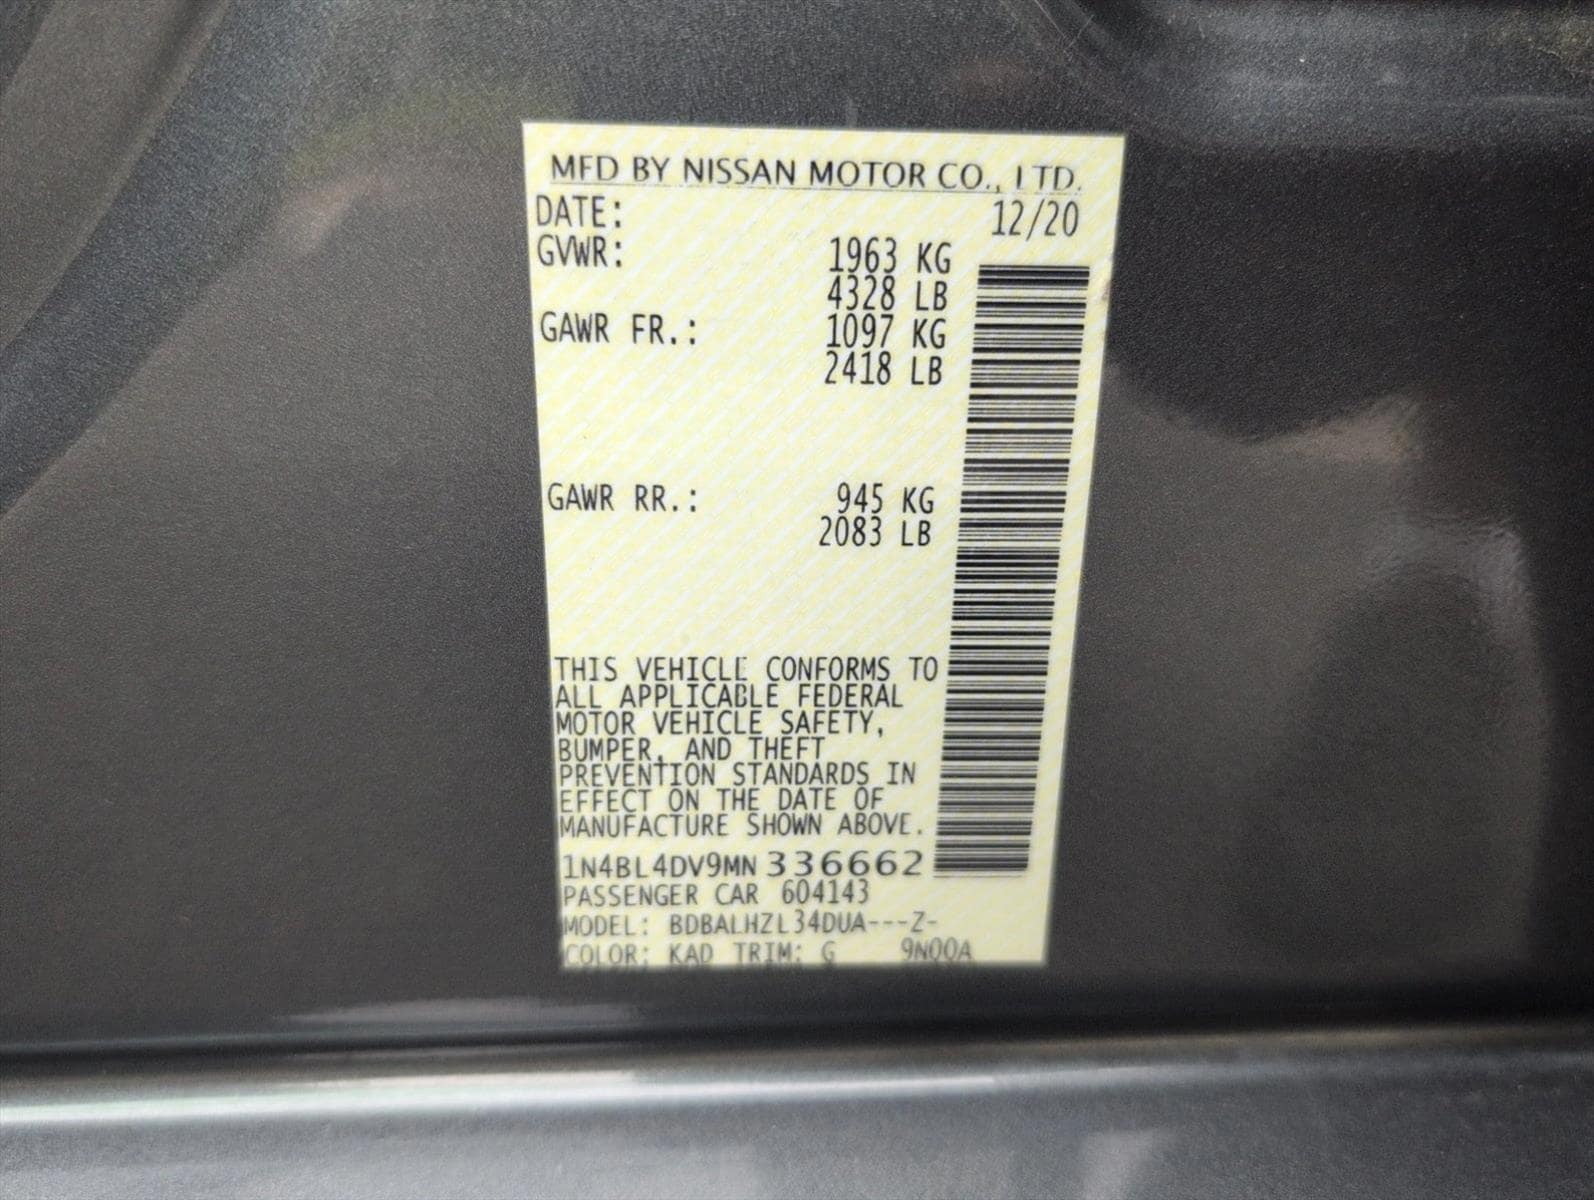 MFD BY NISSAN MOTOR CO., LTD.
DATE: 12/20
GVWR: 1963 KG
4328 LB
GAWR FR.: 1097 KG
2418 LB
GAWR RR.: 945 KG
2083 LB
THIS VEHICLE CONFORMS TO
ALL APPLICABLE FEDERAL
MOTOR VEHICLE SAFETY,
BUMPER, AND THEFT
PREVENTION STANDARDS IN
EFFECT ON THE DATE OF
MANUFACTURE SHOWN ABOVE.
1N4BL4DV9MN336662
PASSENGER CAR 604143
MODEL: BDBALHZL34DUA---Z-
COLOR: KAD TRIM: G 9N00A